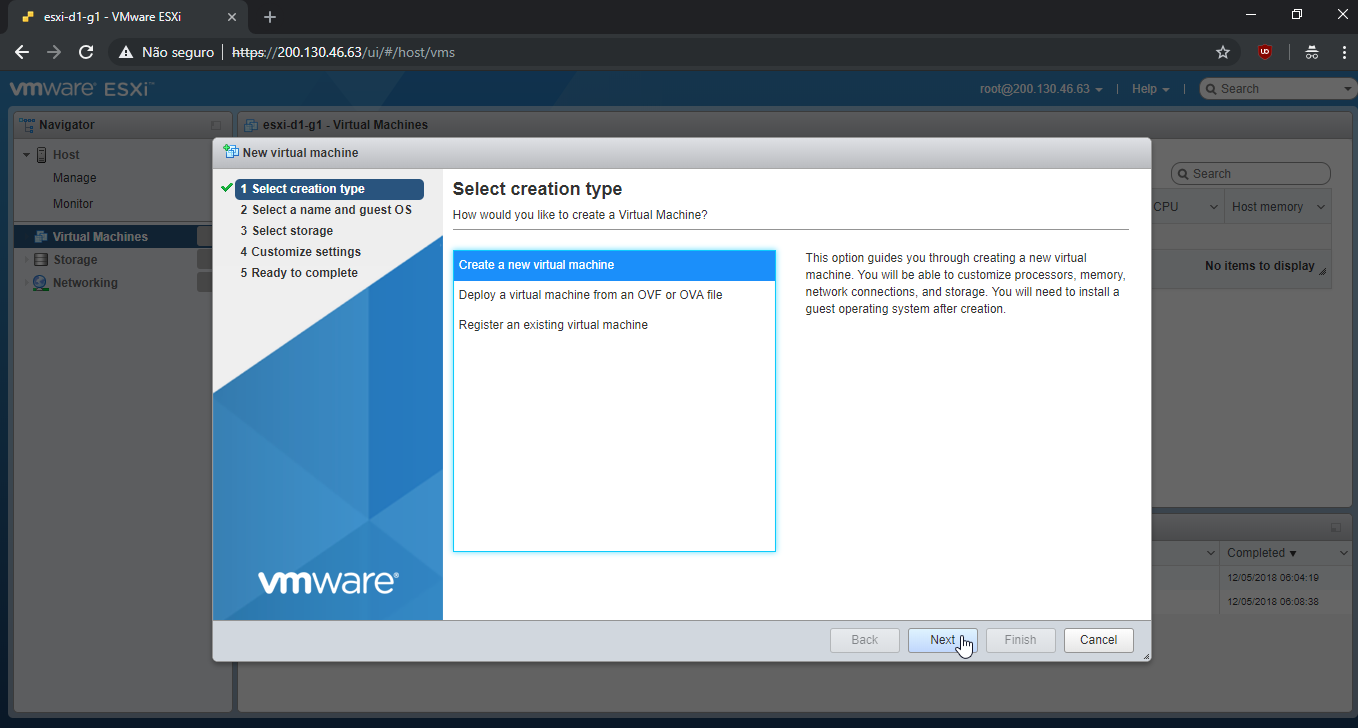 esxi-d1-g1 - VMware ESXi
Não seguro | https://200.130.46.63/ui/#/host/vms
vmware® ESXi™
root@200.130.46.63 | Help | Search
Navigator
esxi-d1-g1 - Virtual Machines
Host
Manage
Monitor
Virtual Machines
Storage
Networking
Search
CPU
Host memory
No items to display
Completed
12/05/2018 06:04:19
12/05/2018 06:08:38
New virtual machine
1 Select creation type
2 Select a name and guest OS
3 Select storage
4 Customize settings
5 Ready to complete
vmware®
Select creation type
How would you like to create a Virtual Machine?
Create a new virtual machine
Deploy a virtual machine from an OVF or OVA file
Register an existing virtual machine
This option guides you through creating a new virtual
machine. You will be able to customize processors, memory,
network connections, and storage. You will need to install a
guest operating system after creation.
Back
Next
Finish
Cancel